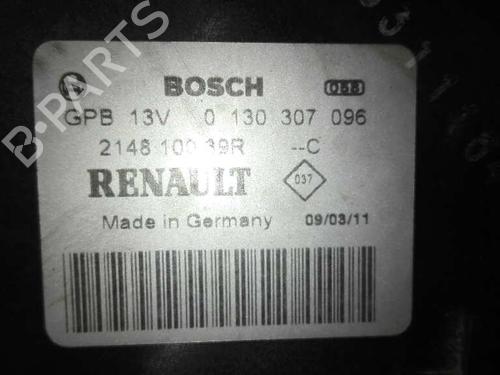 BOSCH 058
GPB 13V 0 130 307 096
2148 100 39R --C
RENAULT 037
Made in Germany 09/03/11
B-PARTS